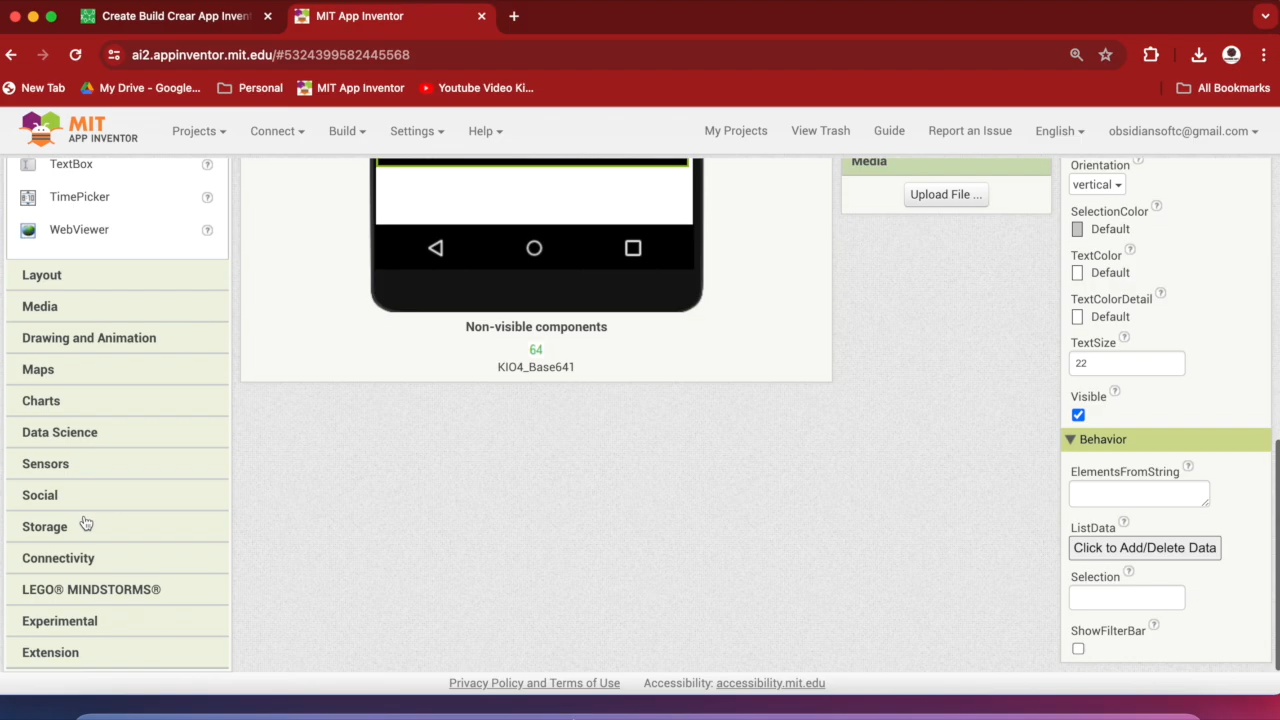 Create Build Crear App Inven
MIT App Inventor
ai2.appinventor.mit.edu/#5324399582445568
New Tab
My Drive - Google...
Personal
MIT App Inventor
Youtube Video Ki...
All Bookmarks
MIT
APP INVENTOR
Projects
Connect
Build
Settings
Help
My Projects
View Trash
Guide
Report an Issue
English
obsidiansoftc@gmail.com
TextBox
?
TimePicker
?
WebViewer
?
Layout
Media
Drawing and Animation
Maps
Charts
Data Science
Sensors
Social
Storage
Connectivity
LEGO® MINDSTORMS®
Experimental
Extension
Non-visible components
64
KIO4_Base641
Media
Upload File ...
Orientation ?
vertical
SelectionColor ?
Default
TextColor ?
Default
TextColorDetail ?
Default
TextSize ?
22
Visible ?
Behavior
ElementsFromString ?
ListData ?
Click to Add/Delete Data
Selection ?
ShowFilterBar ?
Privacy Policy and Terms of Use
Accessibility: accessibility.mit.edu